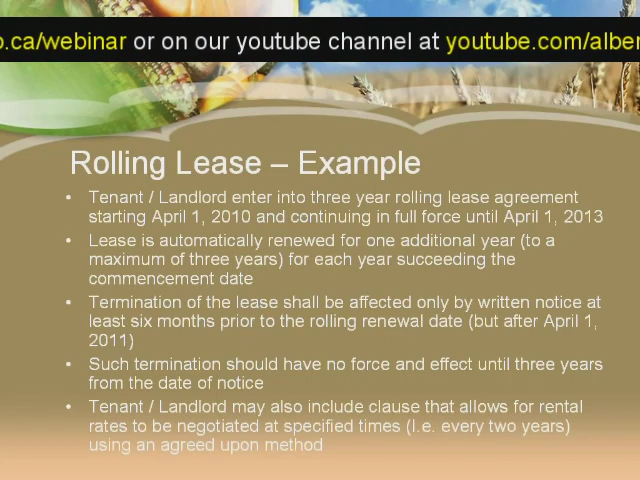 o.ca/webinar or on our youtube channel at youtube.com/alber
Rolling Lease – Example
• Tenant / Landlord enter into three year rolling lease agreement
starting April 1, 2010 and continuing in full force until April 1, 2013
• Lease is automatically renewed for one additional year (to a
maximum of three years) for each year succeeding the
commencement date
• Termination of the lease shall be affected only by written notice at
least six months prior to the rolling renewal date (but after April 1,
2011)
• Such termination should have no force and effect until three years
from the date of notice
• Tenant / Landlord may also include clause that allows for rental
rates to be negotiated at specified times (I.e. every two years)
using an agreed upon method